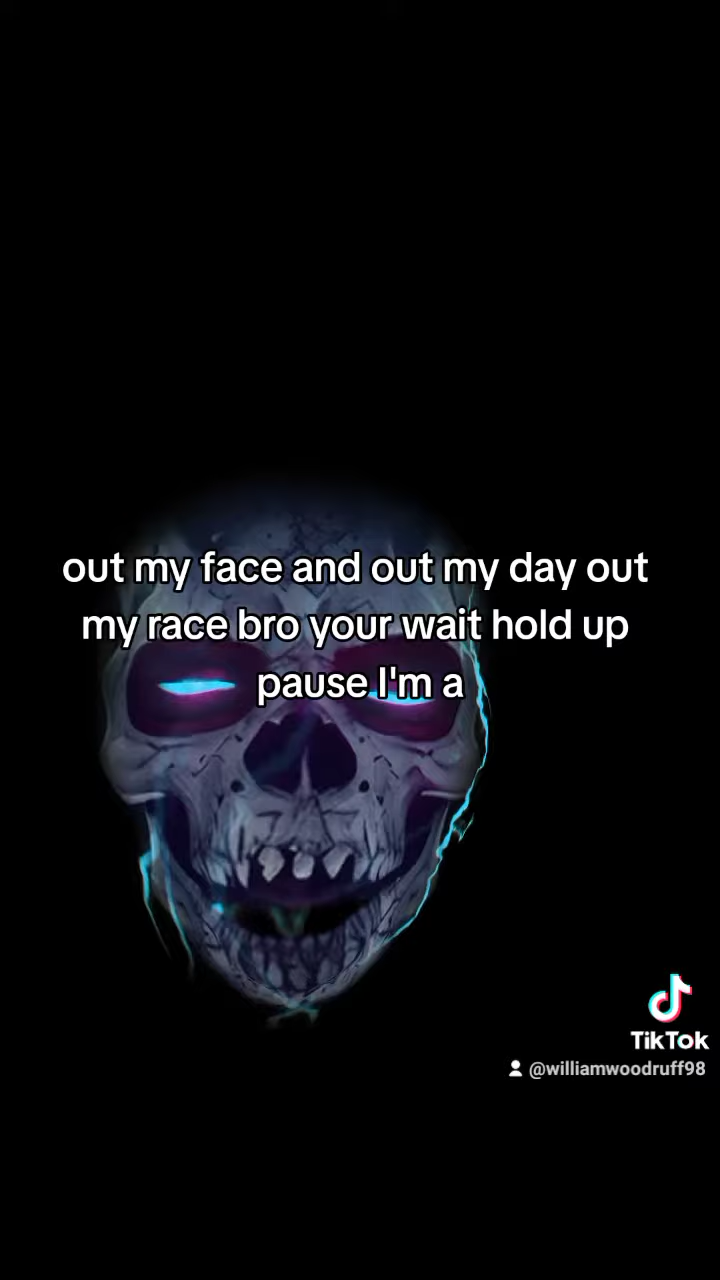 out my face and out my day out
my race bro your wait hold up
pause I'm a
TikTok
@williamwoodruff98